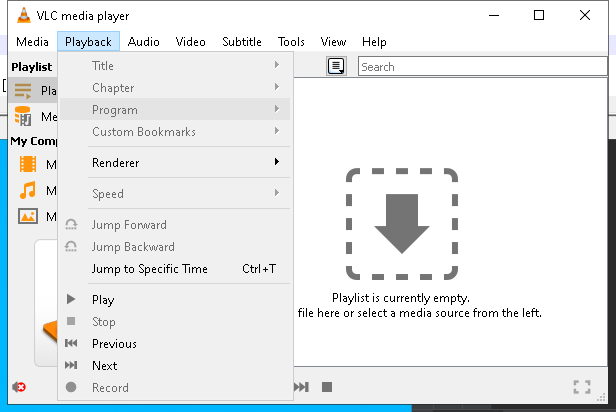 VLC media player
Media Playback Audio Video Subtitle Tools View Help
Playlist
Search
Title
Pla
Chapter
Program
Me
Custom Bookmarks
My Comp
Renderer
M
Speed
M
M
Jump Forward
Jump Backward
Jump to Specific Time Ctrl+T
Play
Playlist is currently empty.
file here or select a media source from the left.
Stop
Previous
Next
Record